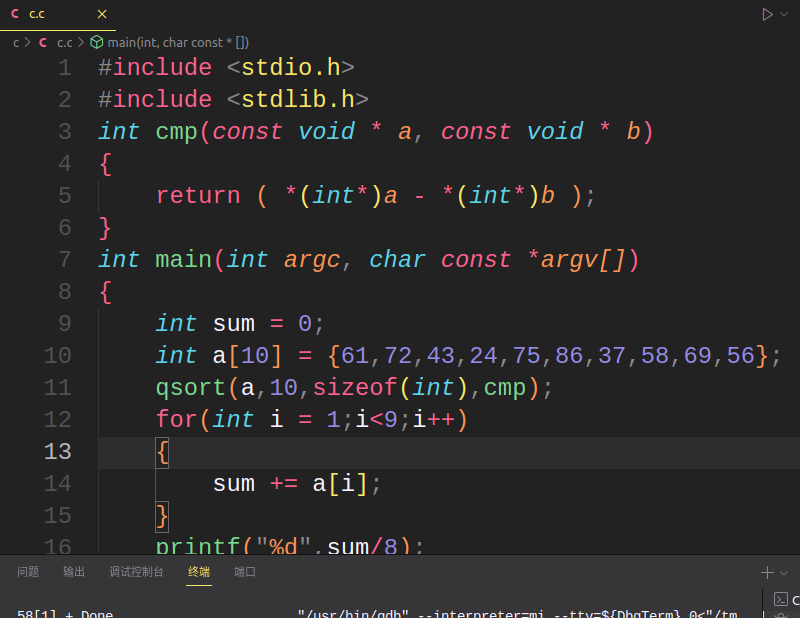 C c.c ×
c > C c.c > main(int, char const * [])
1 #include <stdio.h>
2 #include <stdlib.h>
3 int cmp(const void * a, const void * b)
4 {
5 return ( *(int*)a - *(int*)b );
6 }
7 int main(int argc, char const *argv[])
8 {
9 int sum = 0;
10 int a[10] = {61,72,43,24,75,86,37,58,69,56};
11 qsort(a,10,sizeof(int),cmp);
12 for(int i = 1;i<9;i++)
13 {
14 sum += a[i];
15 }
16 printf("%d",sum/8);
问题 输出 调试控制台 终端 端口
58[1] + Done "/usr/bin/gdb" --interpreter=mi --tty=${DbgTerm} 0<"/tm
C